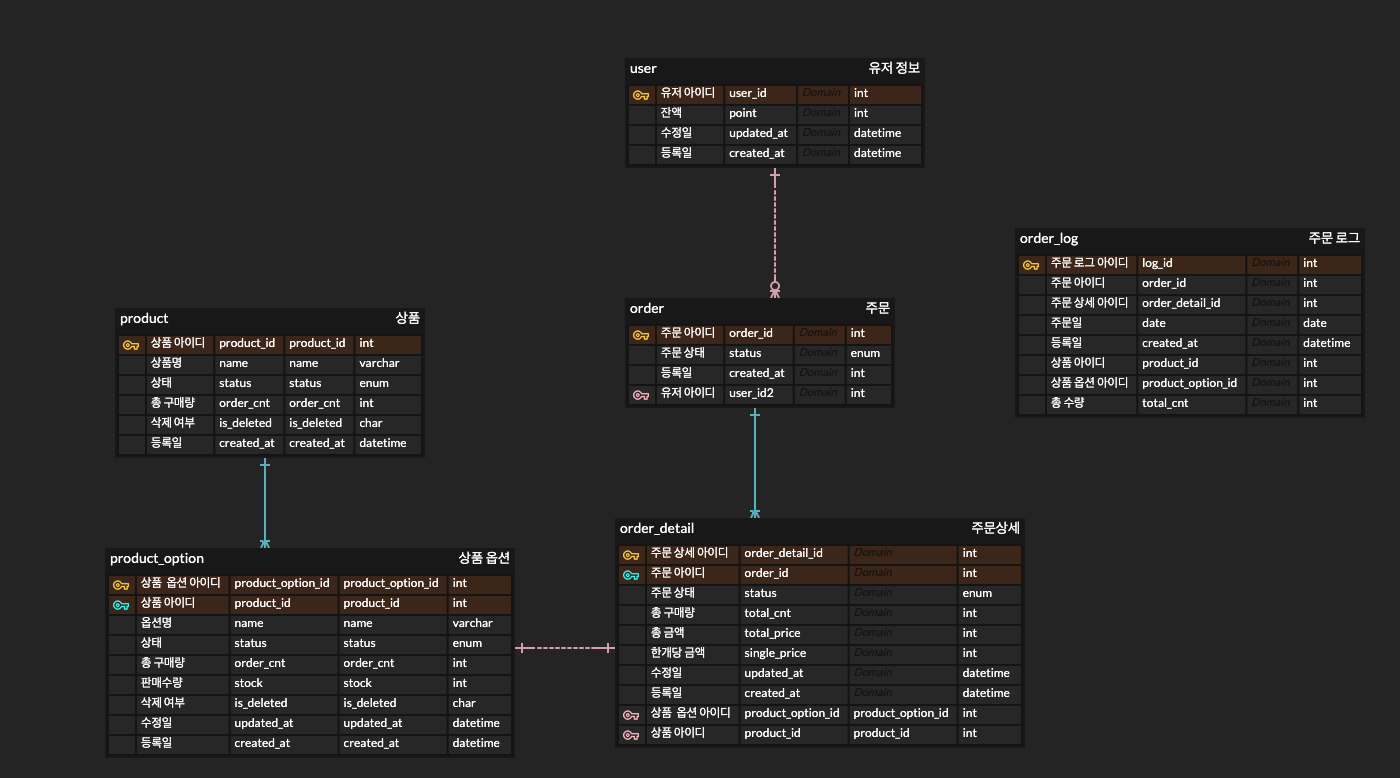 user 유저 정보
유저 아이디 user_id Domain int
잔액 point Domain int
수정일 updated_at Domain datetime
등록일 created_at Domain datetime
order_log 주문 로그
주문 로그 아이디 log_id Domain int
주문 아이디 order_id Domain int
주문 상세 아이디 order_detail_id Domain int
주문일 date Domain date
등록일 created_at Domain datetime
상품 아이디 product_id Domain int
상품 옵션 아이디 product_option_id Domain int
총 수량 total_cnt Domain int
order 주문
주문 아이디 order_id Domain int
주문 상태 status Domain enum
등록일 created_at Domain int
유저 아이디 user_id2 Domain int
product 상품
상품 아이디 product_id product_id int
상품명 name name varchar
상태 status status enum
총 구매량 order_cnt order_cnt int
삭제 여부 is_deleted is_deleted char
등록일 created_at created_at datetime
order_detail 주문상세
주문 상세 아이디 order_detail_id Domain int
주문 아이디 order_id Domain int
주문 상태 status Domain enum
총 구매량 total_cnt Domain int
총 금액 total_price Domain int
한개당 금액 single_price Domain int
수정일 updated_at Domain datetime
등록일 created_at Domain datetime
상품 옵션 아이디 product_option_id product_option_id int
상품 아이디 product_id product_id int
product_option 상품 옵션
상품 옵션 아이디 product_option_id product_option_id int
상품 아이디 product_id product_id int
옵션명 name name varchar
상태 status status enum
총 구매량 order_cnt order_cnt int
판매수량 stock stock int
삭제 여부 is_deleted is_deleted char
수정일 updated_at updated_at datetime
등록일 created_at created_at datetime